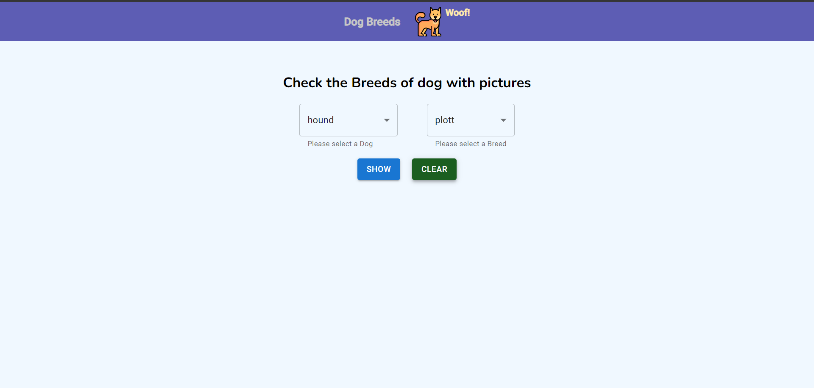 Dog Breeds Woof!
Check the Breeds of dog with pictures
hound plott
Please select a Dog Please select a Breed
SHOW CLEAR